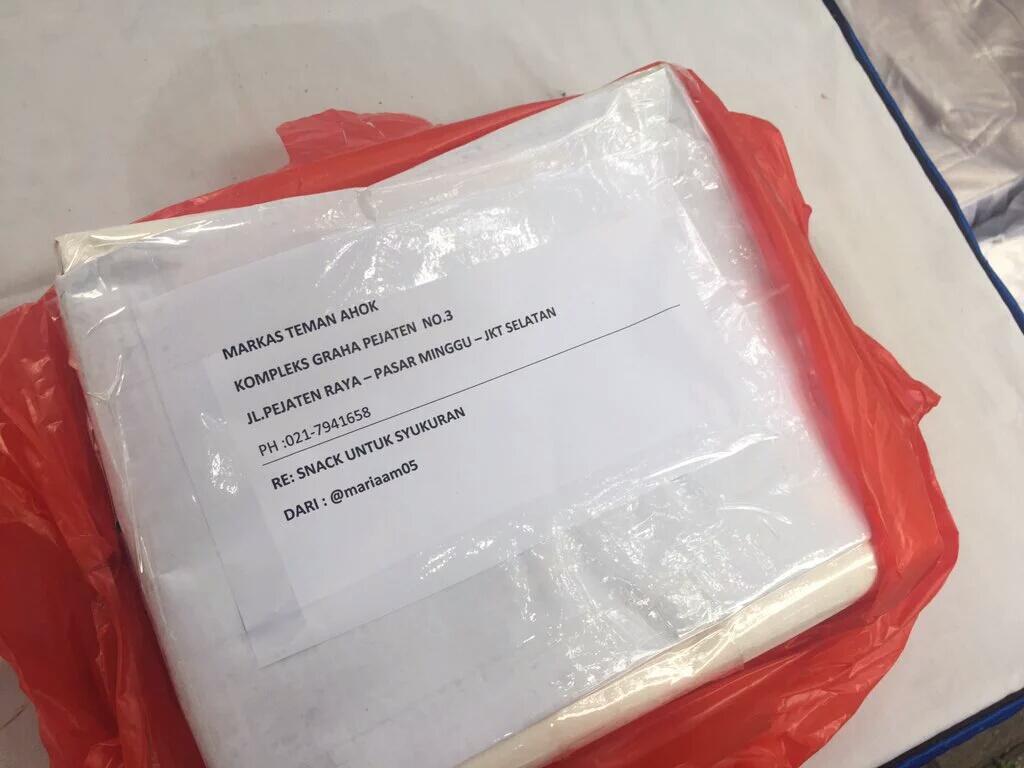 MARKAS TEMAN AHOK
KOMPLEKS GRAHA PEJATEN NO.3
JL.PEJATEN RAYA – PASAR MINGGU – JKT SELATAN
PH :021-7941658
RE: SNACK UNTUK SYUKURAN
DARI : @mariaam05